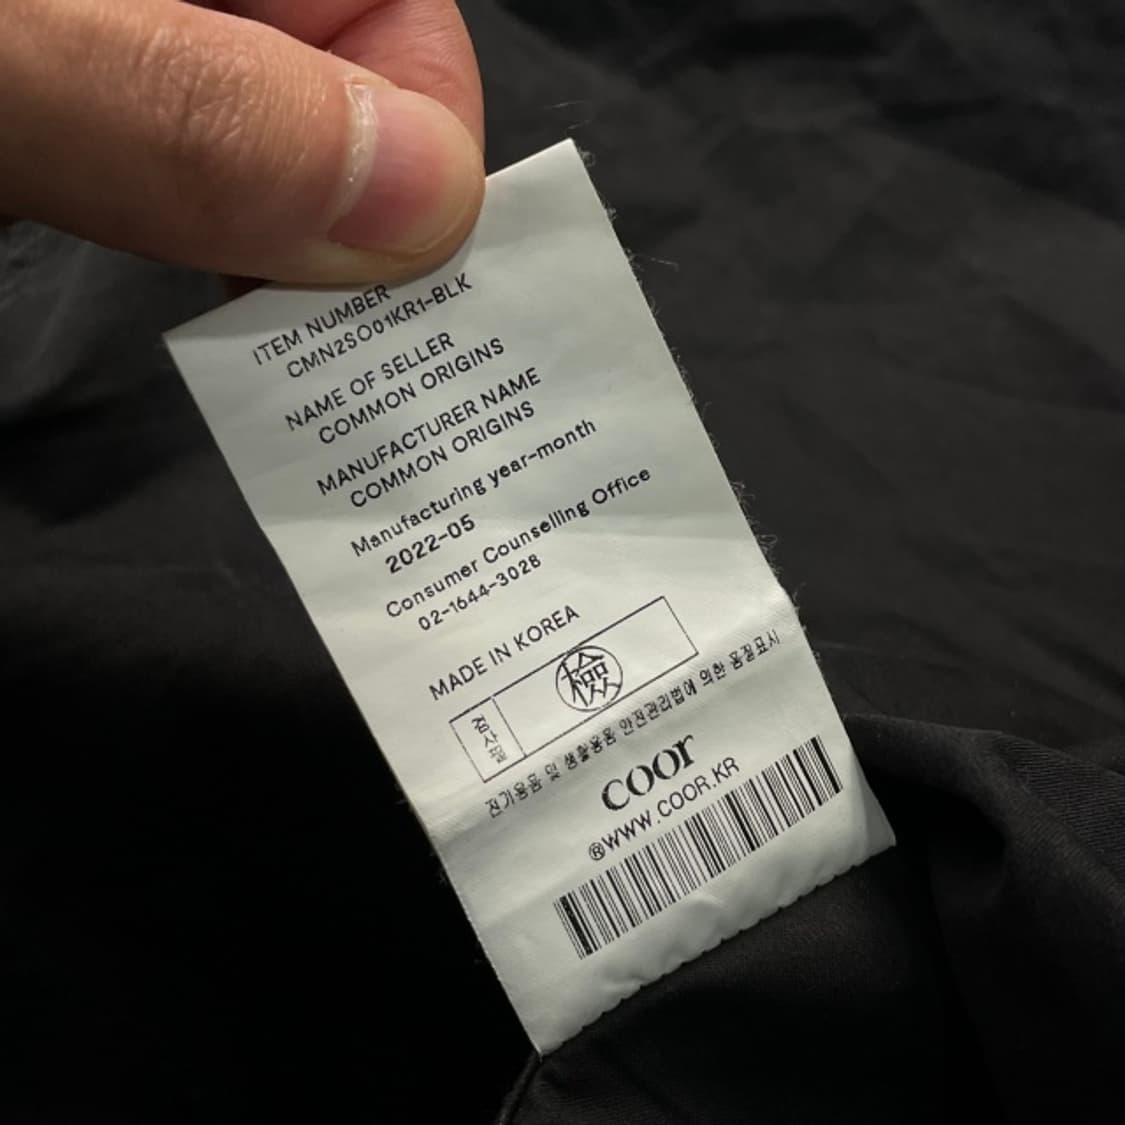 ITEM NUMBER
CMN2SO01KR1-BLK
NAME OF SELLER
COMMON ORIGINS
MANUFACTURER NAME
COMMON ORIGINS
Manufacturing year-month
2022-05
Consumer Counselling Office
02-1644-3028
MADE IN KOREA
검사필
檢
전기용품 및 생활용품 안전관리법에 의한 품질표시
coor
®WWW.COOR.KR